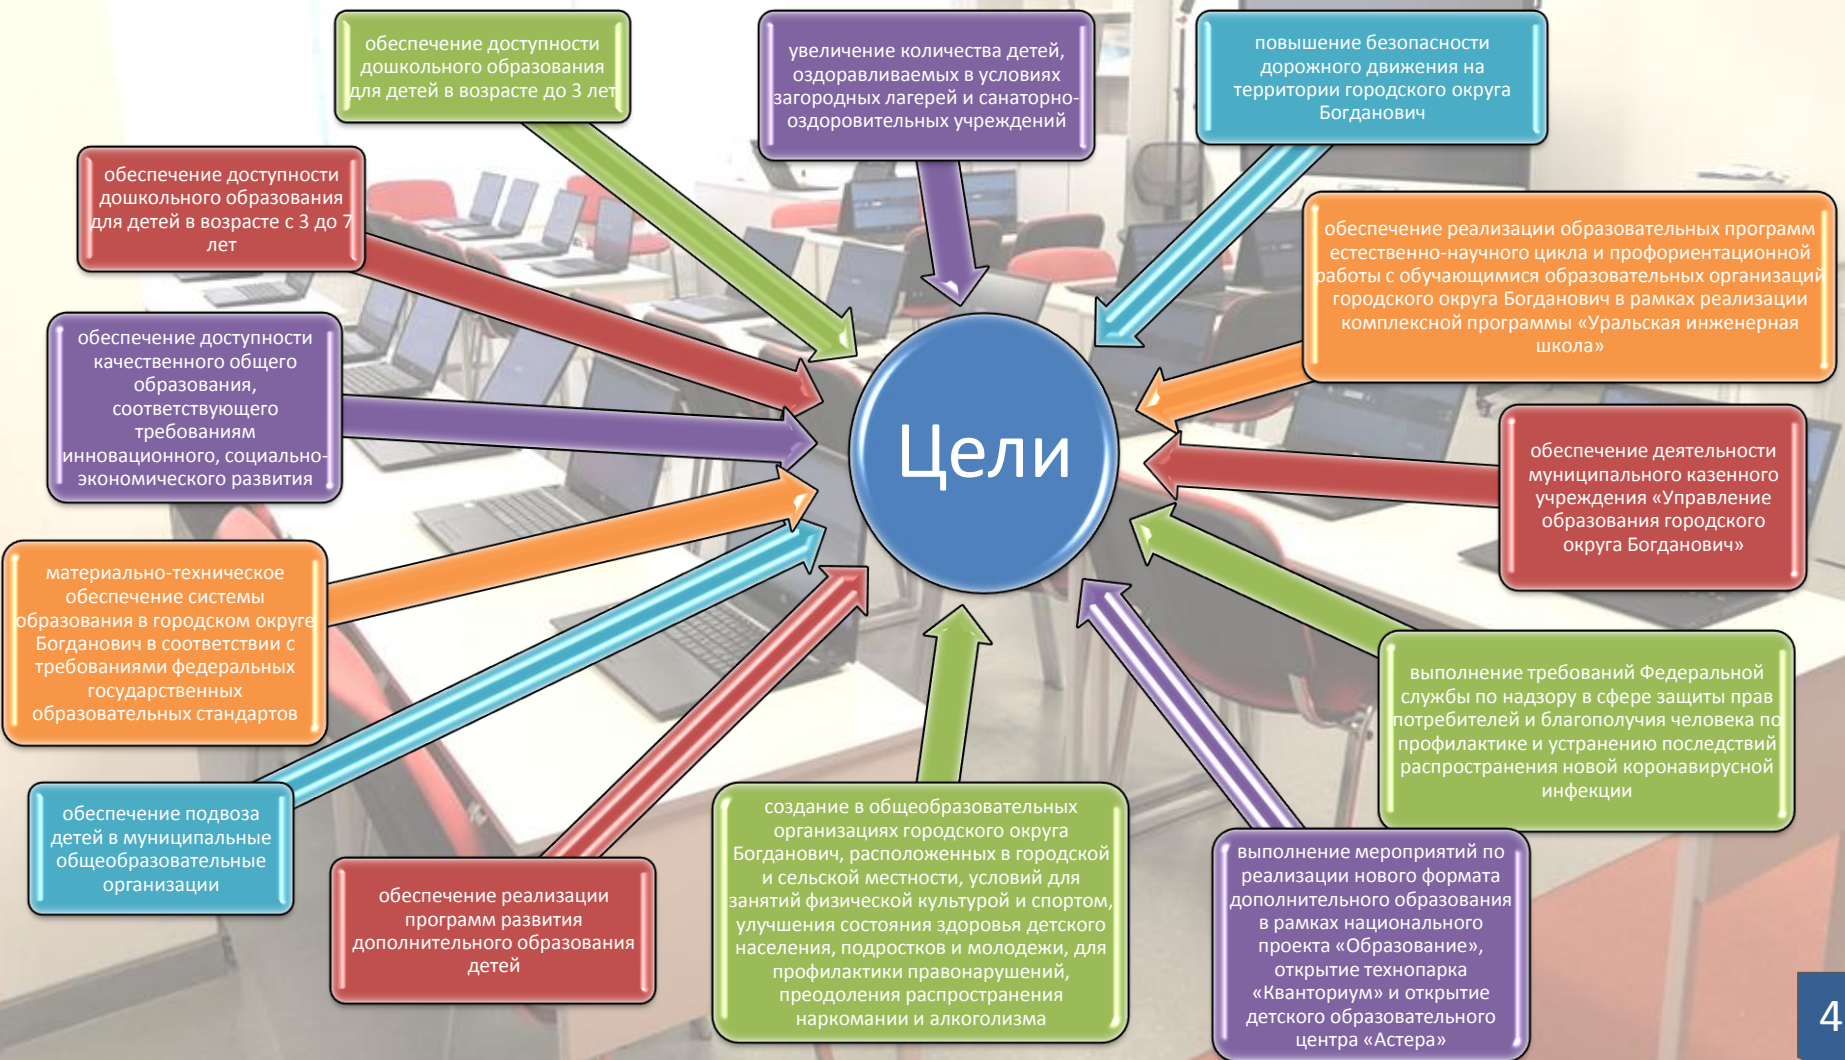 обеспечение доступности
дошкольного образования
для детей в возрасте до 3 лет
увеличение количества детей,
оздоравливаемых в условиях
загородных лагерей и санаторно-
оздоровительных учреждений
повышение безопасности
дорожного движения на
территории городского округа
Богданович
обеспечение доступности
дошкольного образования
для детей в возрасте с 3 до 7
лет
обеспечение реализации образовательных программ
естественно-научного цикла и профориентационной
работы с обучающимися образовательных организаций
городского округа Богданович в рамках реализации
комплексной программы «Уральская инженерная
школа»
обеспечение доступности
качественного общего
образования,
соответствующего
требованиям
инновационного, социально-
экономического развития
Цели
обеспечение деятельности
муниципального казенного
учреждения «Управление
образования городского
округа Богданович»
материально-техническое
обеспечение системы
образования в городском округе
Богданович в соответствии с
требованиями федеральных
государственных
образовательных стандартов
выполнение требований Федеральной
службы по надзору в сфере защиты прав
потребителей и благополучия человека по
профилактике и устранению последствий
распространения новой коронавирусной
инфекции
обеспечение подвоза
детей в муниципальные
общеобразовательные
организации
обеспечение реализации
программ развития
дополнительного образования
детей
создание в общеобразовательных
организациях городского округа
Богданович, расположенных в городской
и сельской местности, условий для
занятий физической культурой и спортом,
улучшения состояния здоровья детского
населения, подростков и молодежи, для
профилактики правонарушений,
преодоления распространения
наркомании и алкоголизма
выполнение мероприятий по
реализации нового формата
дополнительного образования
в рамках национального
проекта «Образование»,
открытие технопарка
«Кванториум» и открытие
детского образовательного
центра «Астера»
4